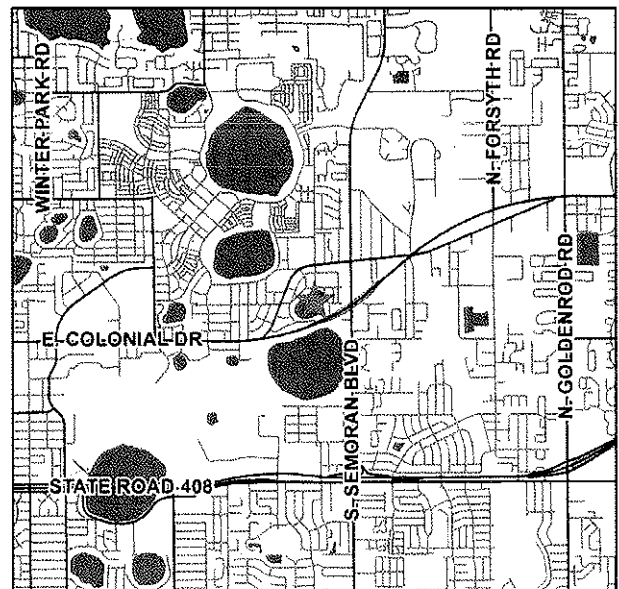 WINTER PARK RD
N. FORSYTH RD
N. GOLDENROD RD
E. COLONIAL DR
S. SEMORAN BLVD
STATE ROAD 408